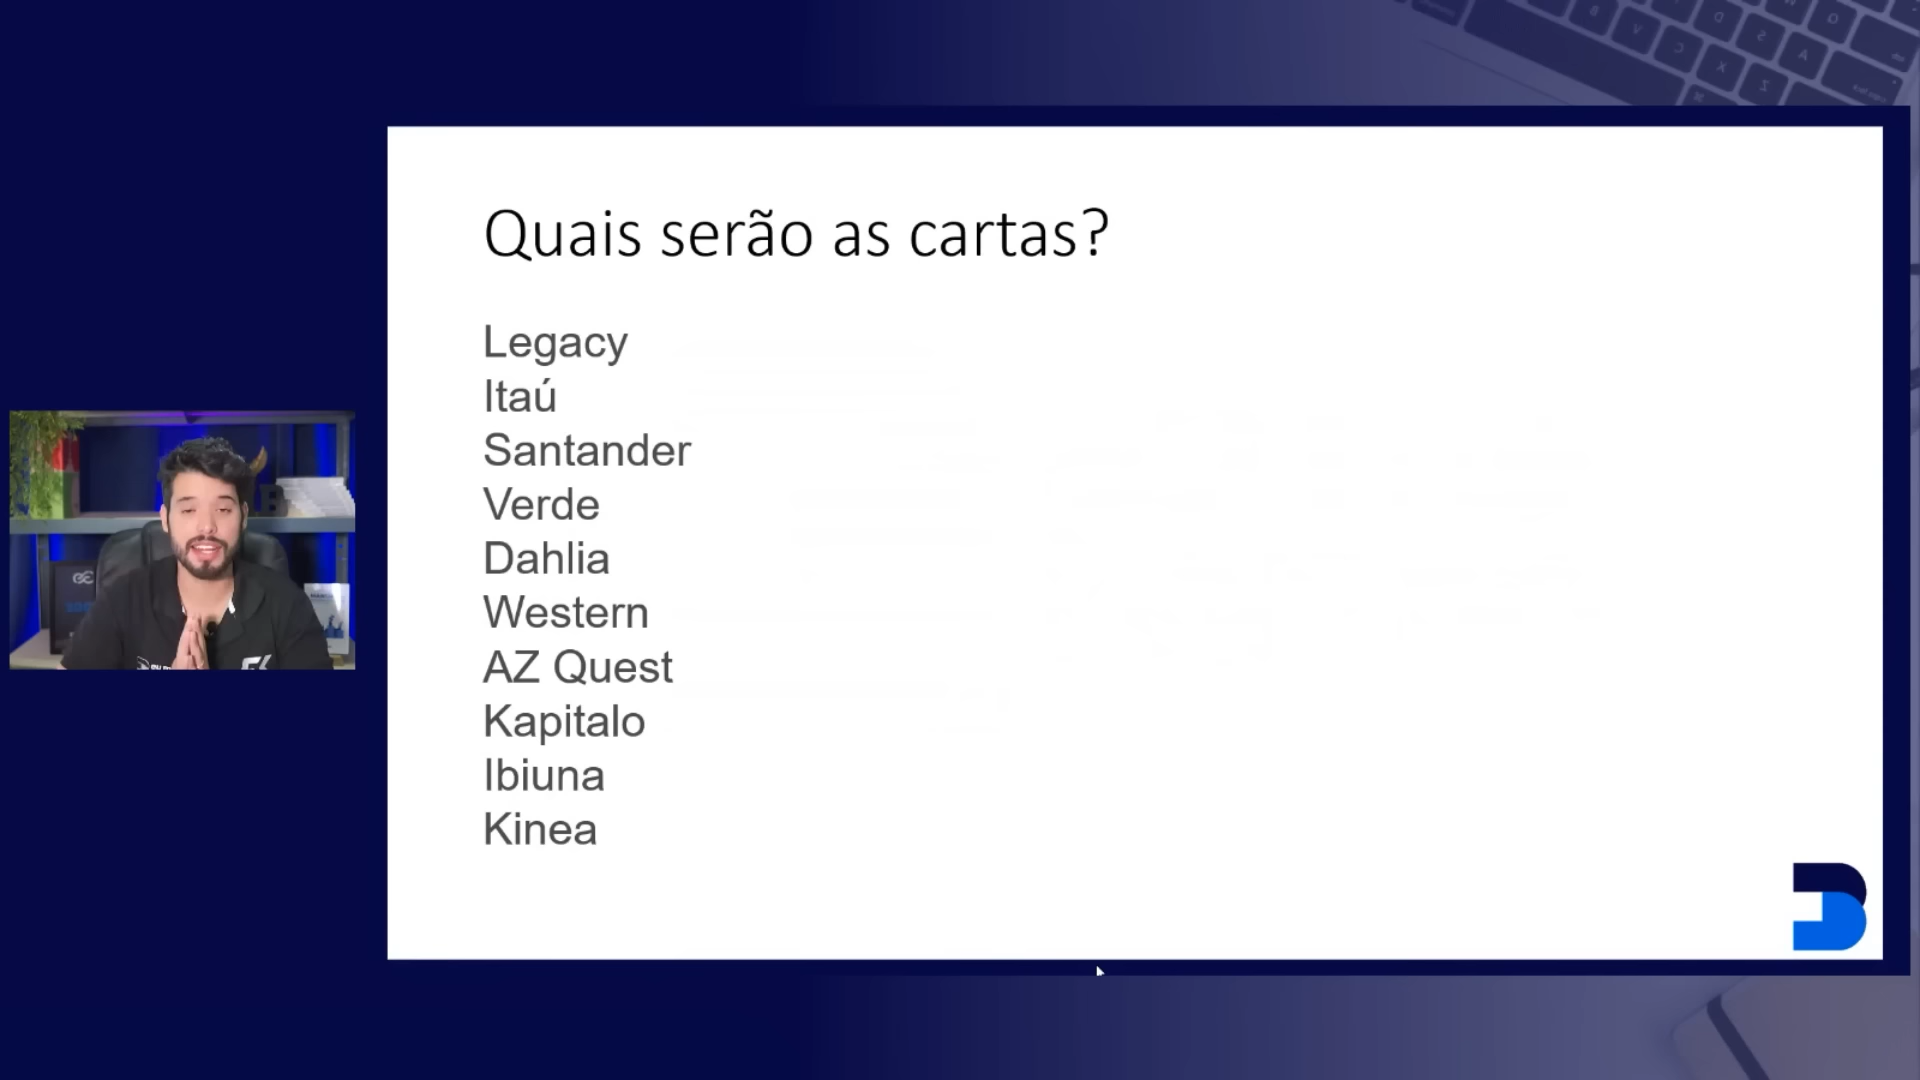 Quais serão as cartas?
Legacy
Itaú
Santander
Verde
Dahlia
Western
AZ Quest
Kapitalo
Ibiuna
Kinea